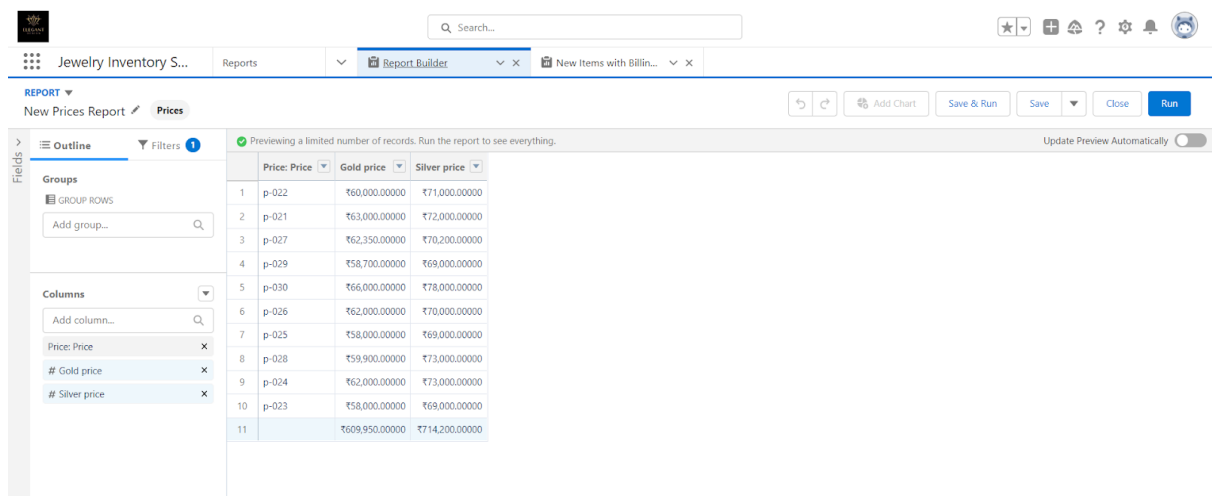 ELEGANT
Search...
Jewelry Inventory S...
Reports
Report Builder
New Items with Billin...
REPORT
New Prices Report
Prices
Add Chart
Save & Run
Save
Close
Run
Fields
Outline
Filters 1
Previewing a limited number of records. Run the report to see everything.
Update Preview Automatically
Groups
GROUP ROWS
Add group...
Columns
Add column...
Price: Price
# Gold price
# Silver price
Price: Price Gold price Silver price
1 p-022 ₹60,000.00000 ₹71,000.00000
2 p-021 ₹63,000.00000 ₹72,000.00000
3 p-027 ₹62,350.00000 ₹70,200.00000
4 p-029 ₹58,700.00000 ₹69,000.00000
5 p-030 ₹66,000.00000 ₹78,000.00000
6 p-026 ₹62,000.00000 ₹70,000.00000
7 p-025 ₹58,000.00000 ₹69,000.00000
8 p-028 ₹59,900.00000 ₹73,000.00000
9 p-024 ₹62,000.00000 ₹73,000.00000
10 p-023 ₹58,000.00000 ₹69,000.00000
11 ₹609,950.00000 ₹714,200.00000